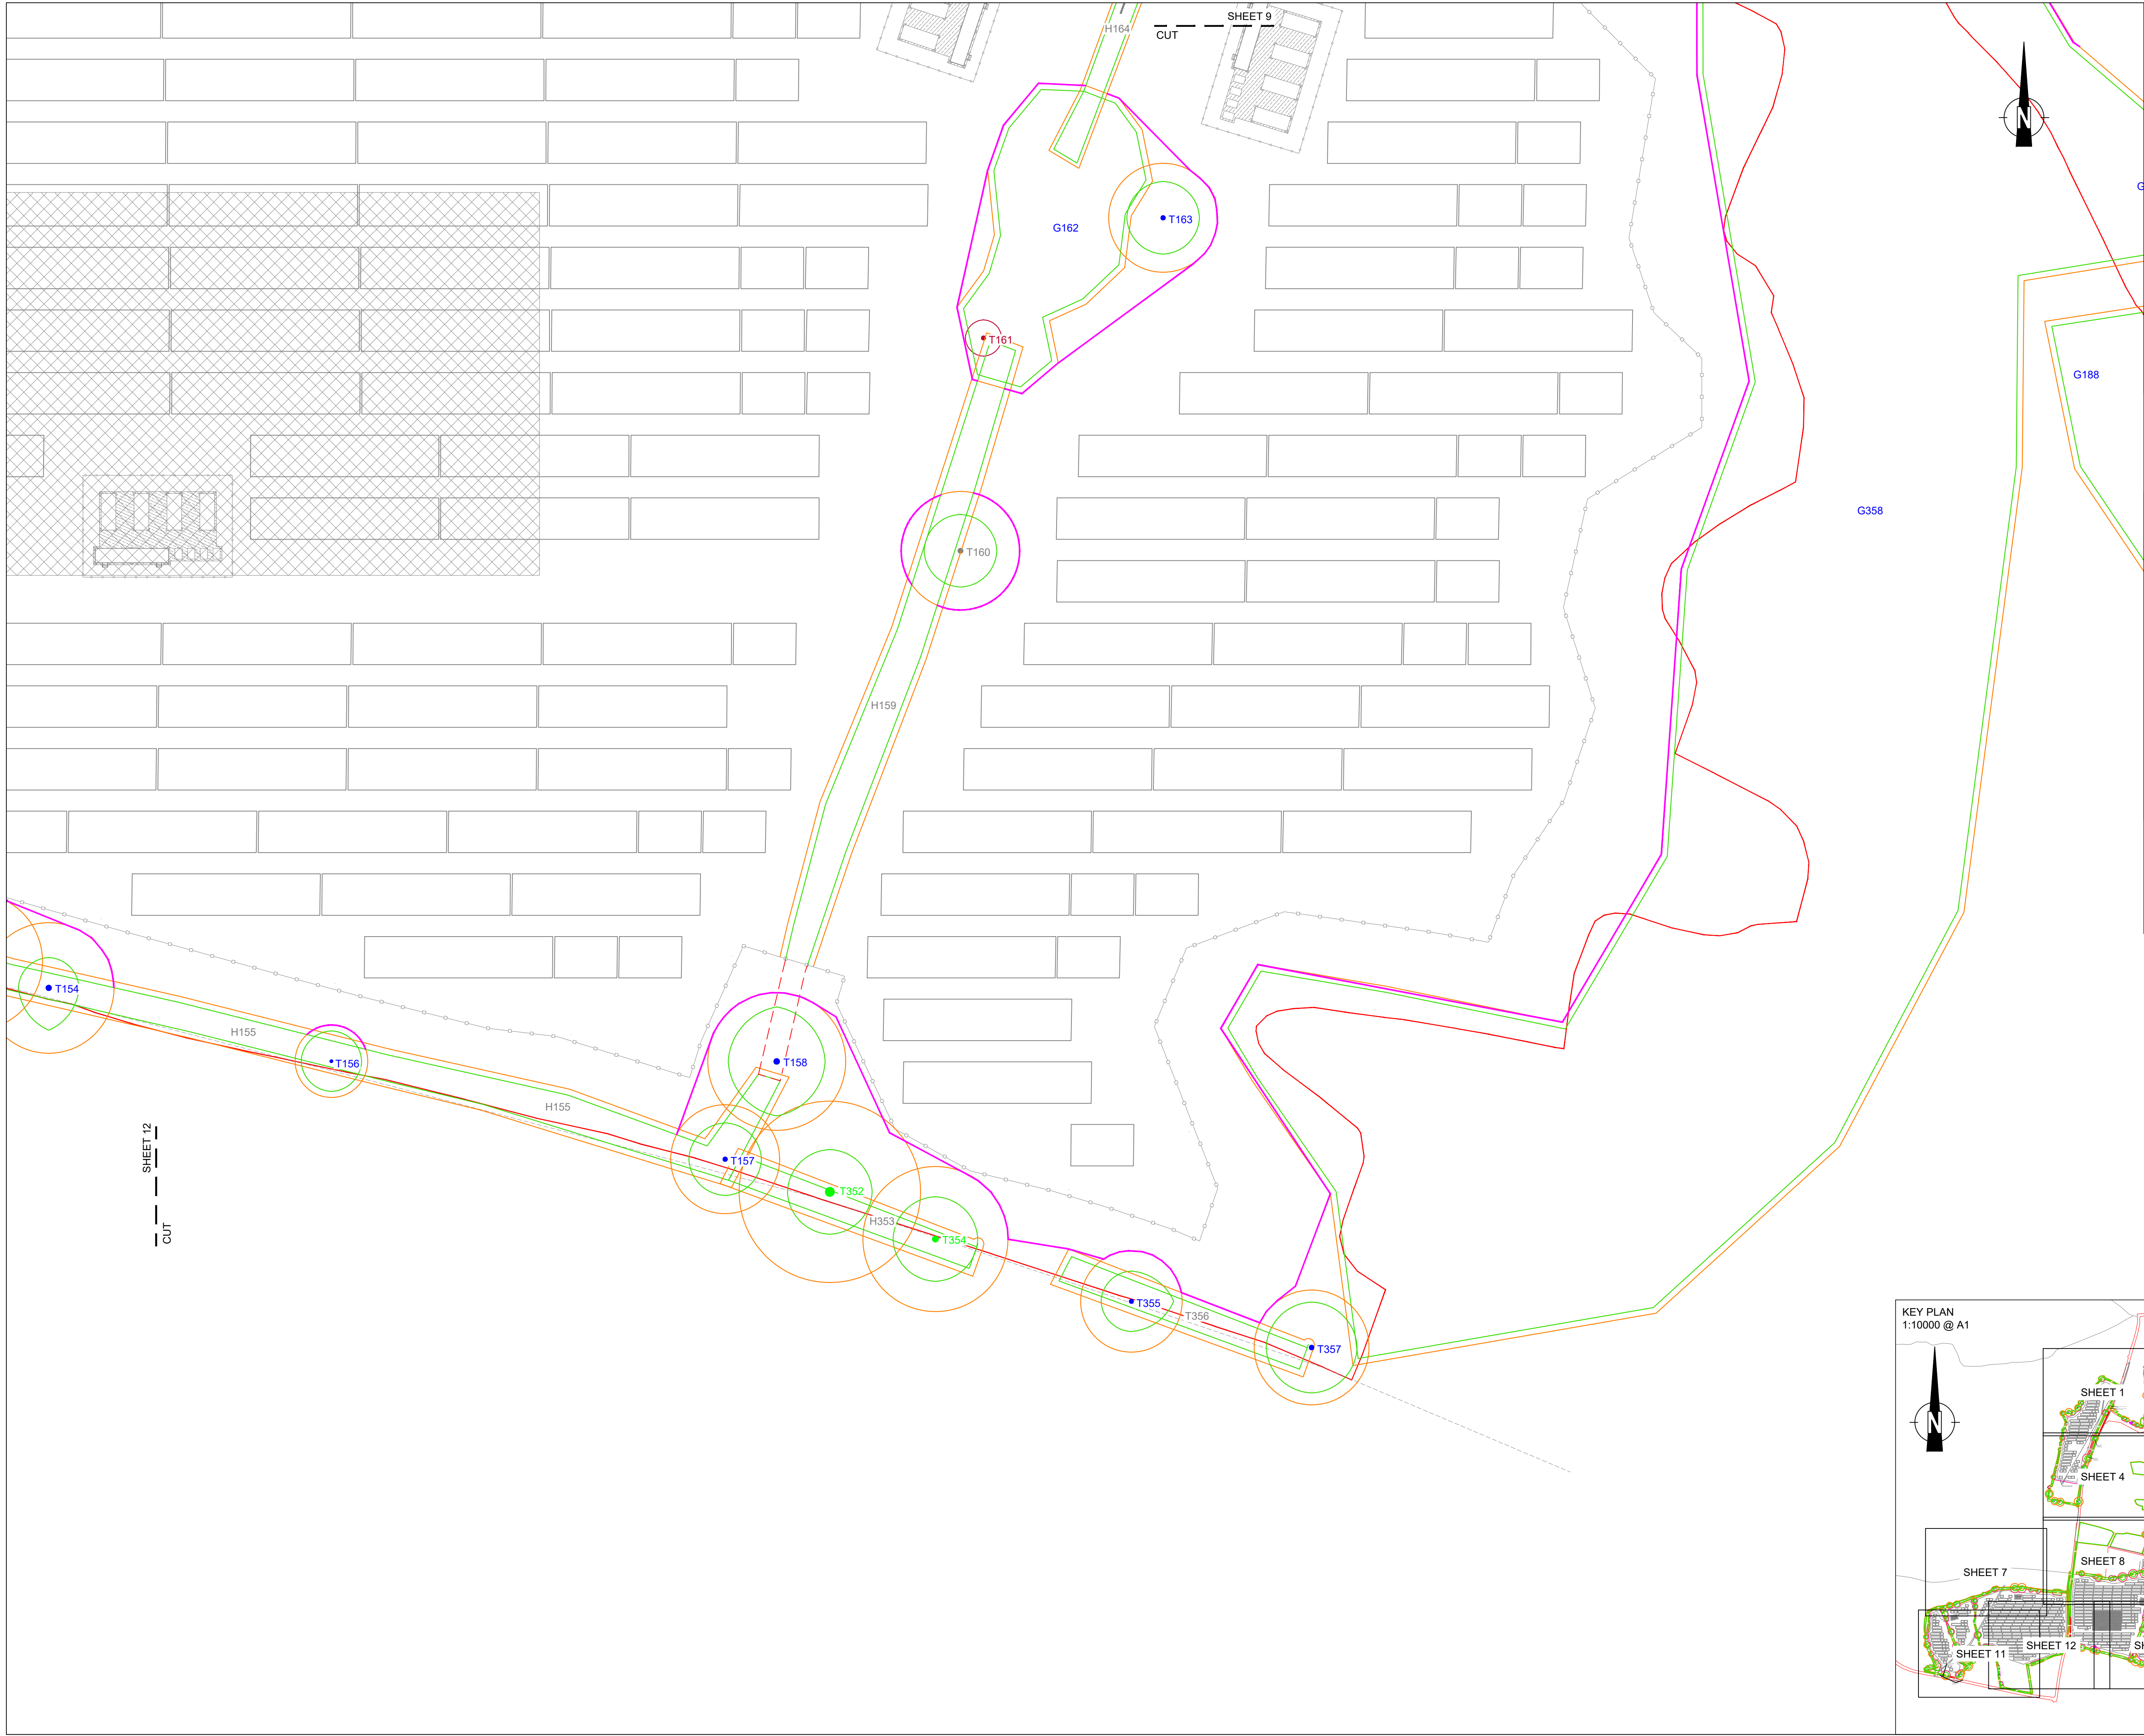 SHEET 9
CUT
H164
N
G
T163
G162
T161
G188
G358
T160
H159
T154
H155
T156
T158
H155
SHEET 12
CUT
T157
T352
H353
T354
T355
T356
T357
KEY PLAN
1:10000 @ A1
N
SHEET 1
SHEET 4
SHEET 8
SHEET 7
SHEET 12
SH
SHEET 11